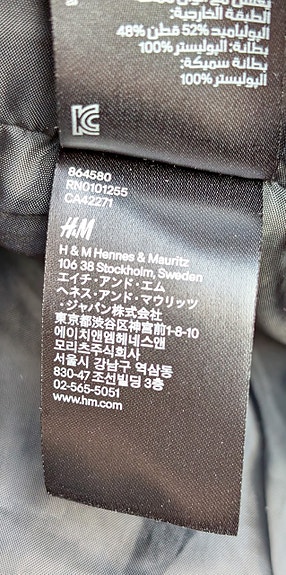 الطبقة الخارجية:
البولياميد 52% قطن 48%
بطانة: البوليستر 100%
بطانة سميكة:
البوليستر 100%
864580
RN0101255
CA42271
H&M
H & M Hennes & Mauritz
106 38 Stockholm, Sweden
エイチ・アンド・エム
ヘネス・アンド・マウリッツ
・ジャパン株式会社
東京都渋谷区神宮前1-8-10
에이치앤엠헤네스앤
모리츠주식회사
서울시 강남구 역삼동
830-47 조선빌딩 3층
02-565-5051
www.hm.com